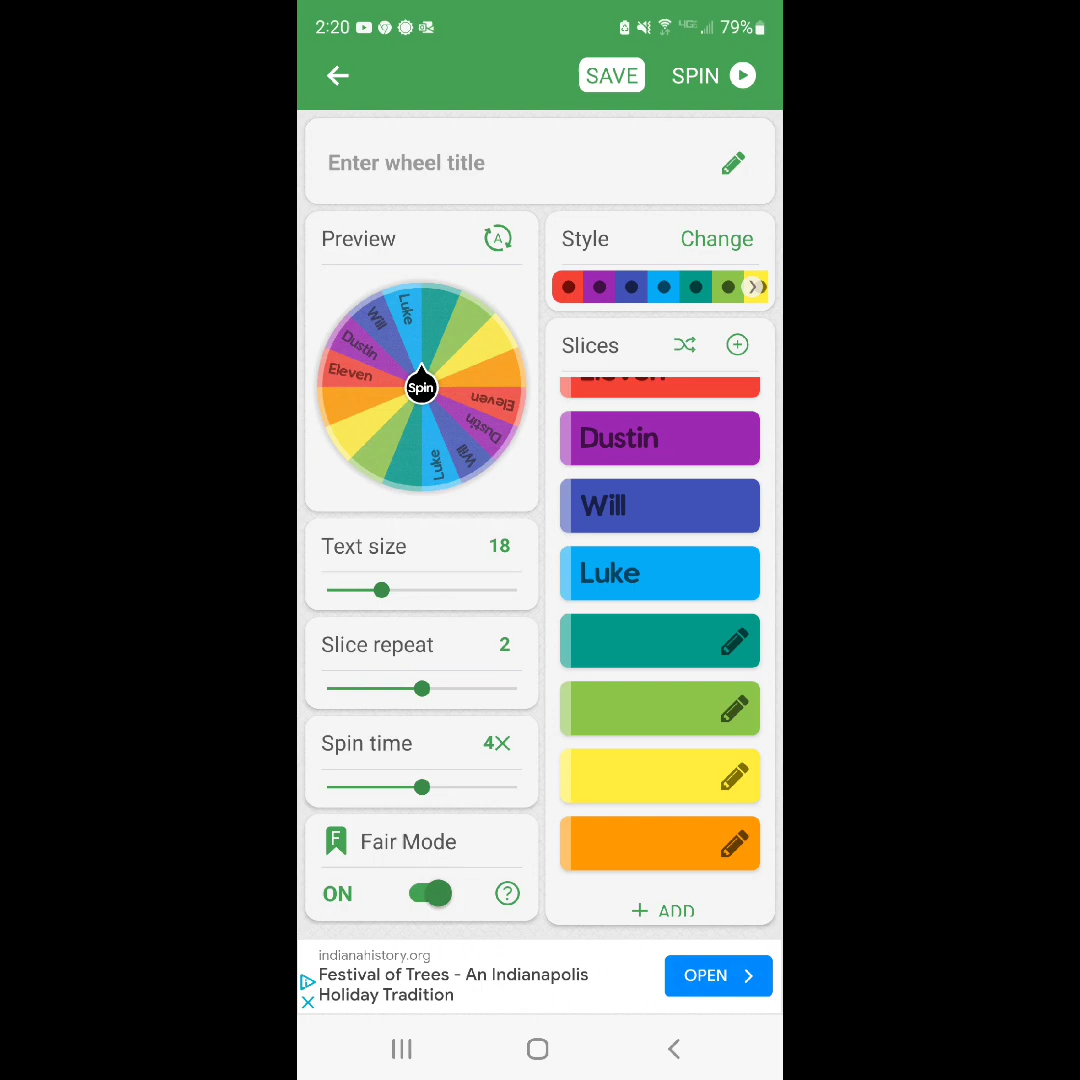 2:20 79%
SAVE SPIN
Enter wheel title
Preview
A
Style Change
Slices
Luke
Will
Dustin
Eleven
Spin
Eleven
Dustin
Will
Luke
Eleven
Dustin
Will
Luke
Text size 18
Slice repeat 2
Spin time 4X
F Fair Mode
ON ?
+ ADD
indianahistory.org
Festival of Trees - An Indianapolis
Holiday Tradition
OPEN